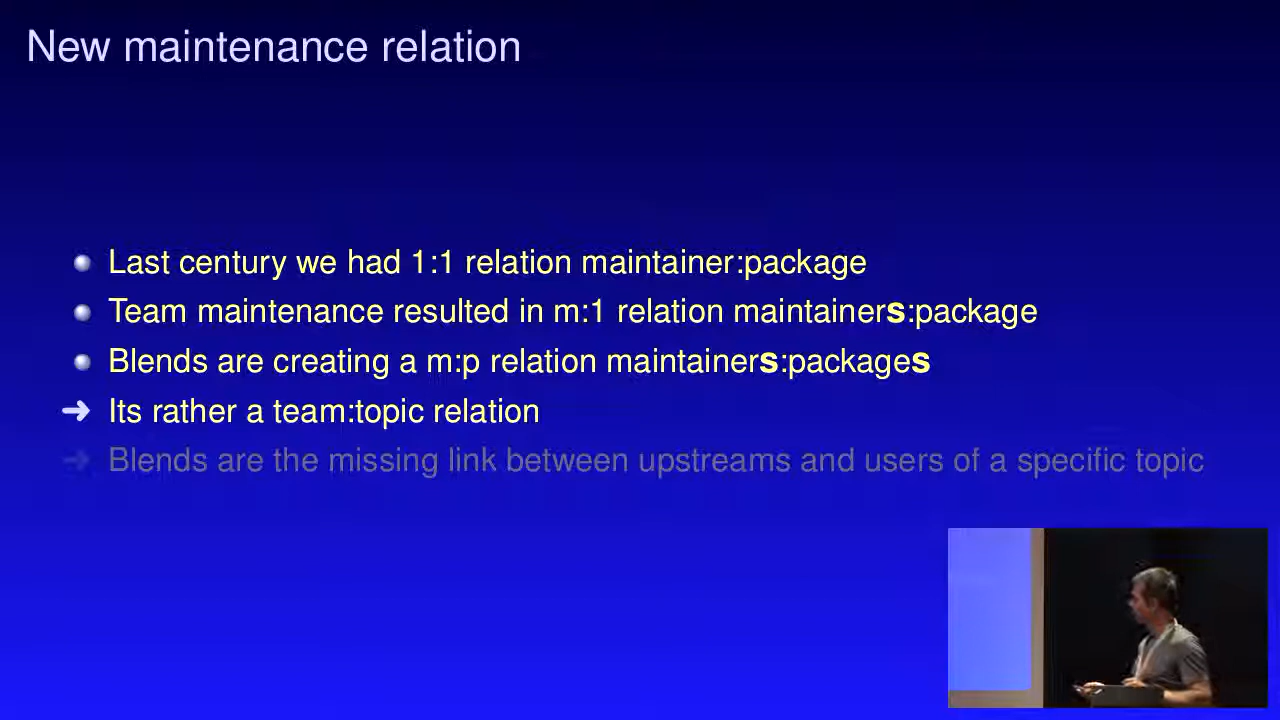 New maintenance relation
Last century we had 1:1 relation maintainer:package
Team maintenance resulted in m:1 relation maintainers:package
Blends are creating a m:p relation maintainers:packages
Its rather a team:topic relation
Blends are the missing link between upstreams and users of a specific topic